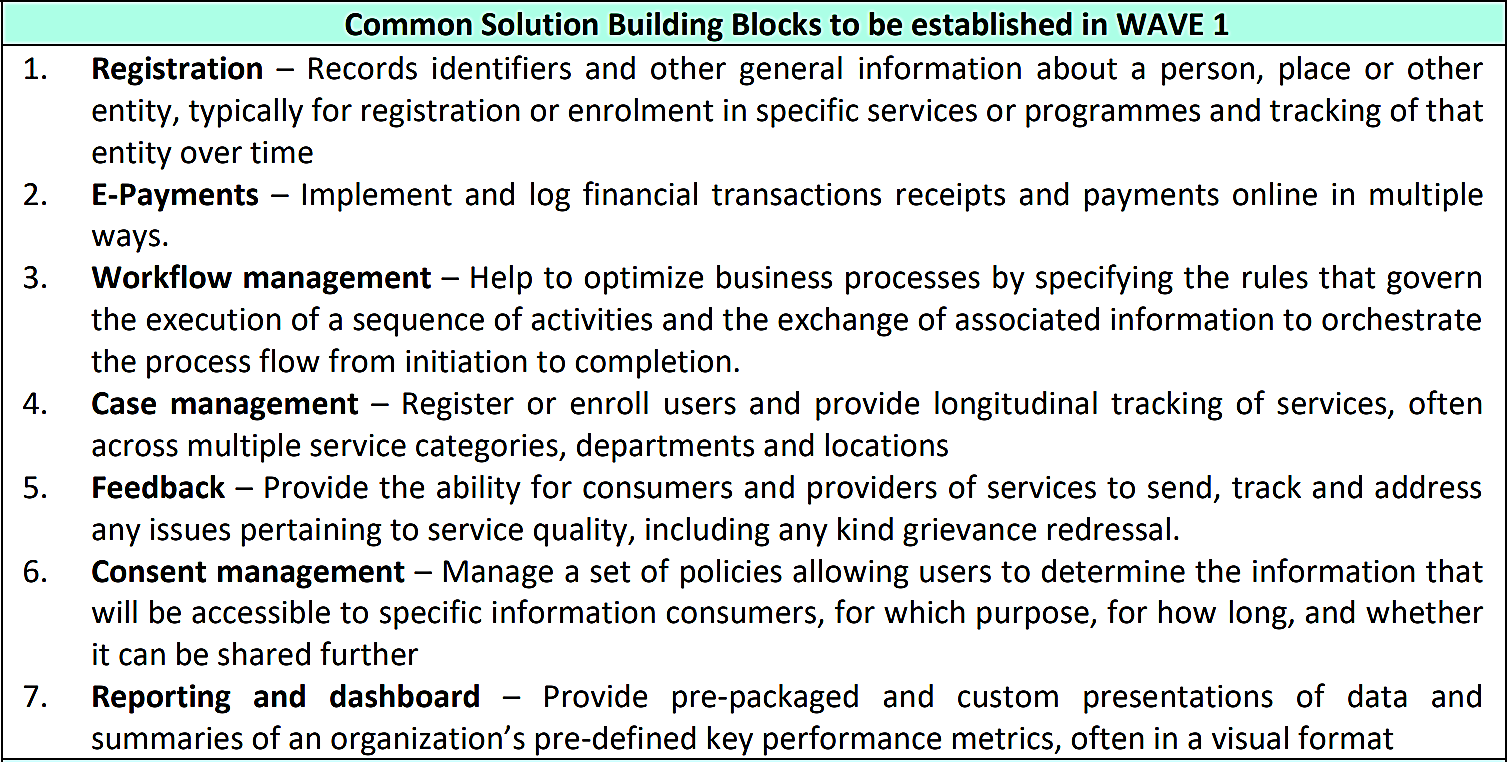 Common Solution Building Blocks to be established in WAVE 1
1. Registration – Records identifiers and other general information about a person, place or other
entity, typically for registration or enrolment in specific services or programmes and tracking of that
entity over time
2. E-Payments – Implement and log financial transactions receipts and payments online in multiple
ways.
3. Workflow management – Help to optimize business processes by specifying the rules that govern
the execution of a sequence of activities and the exchange of associated information to orchestrate
the process flow from initiation to completion.
4. Case management – Register or enroll users and provide longitudinal tracking of services, often
across multiple service categories, departments and locations
5. Feedback – Provide the ability for consumers and providers of services to send, track and address
any issues pertaining to service quality, including any kind grievance redressal.
6. Consent management – Manage a set of policies allowing users to determine the information that
will be accessible to specific information consumers, for which purpose, for how long, and whether
it can be shared further
7. Reporting and dashboard – Provide pre-packaged and custom presentations of data and
summaries of an organization’s pre-defined key performance metrics, often in a visual format